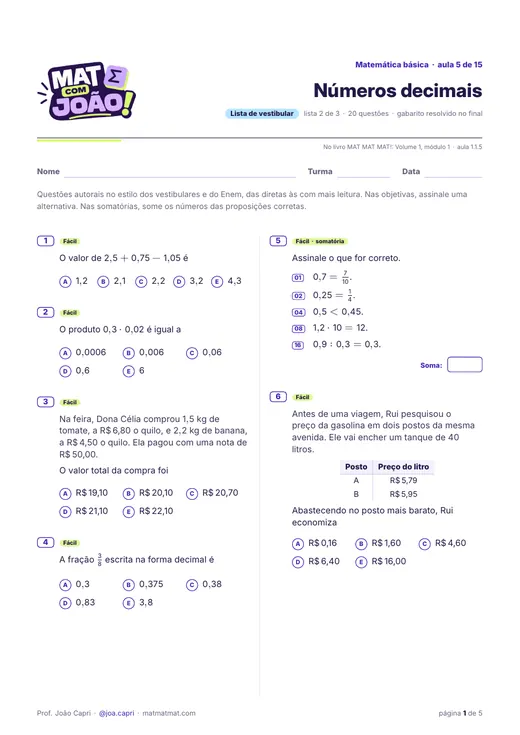 MAT Σ
COM
JOÃO!
Matemática básica · aula 5 de 15
Números decimais
Lista de vestibular lista 2 de 3 · 20 questões · gabarito resolvido no final
No livro MAT MAT MAT!: Volume 1, módulo 1 · aula 1.1.5
Nome Turma Data
Questões autorais no estilo dos vestibulares e do Enem, das diretas às com mais leitura. Nas objetivas, assinale uma
alternativa. Nas somatórias, some os números das proposições corretas.
1 Fácil
O valor de 2,5 + 0,75 − 1,05 é
A 1,2 B 2,1 C 2,2 D 3,2 E 4,3
2 Fácil
O produto 0,3 · 0,02 é igual a
A 0,0006 B 0,006 C 0,06
D 0,6 E 6
3 Fácil
Na feira, Dona Célia comprou 1,5 kg de
tomate, a R$ 6,80 o quilo, e 2,2 kg de banana,
a R$ 4,50 o quilo. Ela pagou com uma nota de
R$ 50,00.
O valor total da compra foi
A R$ 19,10 B R$ 20,10 C R$ 20,70
D R$ 21,10 E R$ 22,10
4 Fácil
A fração 3/8 escrita na forma decimal é
A 0,3 B 0,375 C 0,38
D 0,83 E 3,8
5 Fácil · somatória
Assinale o que for correto.
01 0,7 = 7/10.
02 0,25 = 1/4.
04 0,5 < 0,45.
08 1,2 · 10 = 12.
16 0,9 : 0,3 = 0,3.
Soma:
6 Fácil
Antes de uma viagem, Rui pesquisou o
preço da gasolina em dois postos da mesma
avenida. Ele vai encher um tanque de 40
litros.
Posto Preço do litro
A R$ 5,79
B R$ 5,95
Abastecendo no posto mais barato, Rui
economiza
A R$ 0,16 B R$ 1,60 C R$ 4,60
D R$ 6,40 E R$ 16,00
Prof. João Capri · @joa.capri · matmatmat.com
página 1 de 5